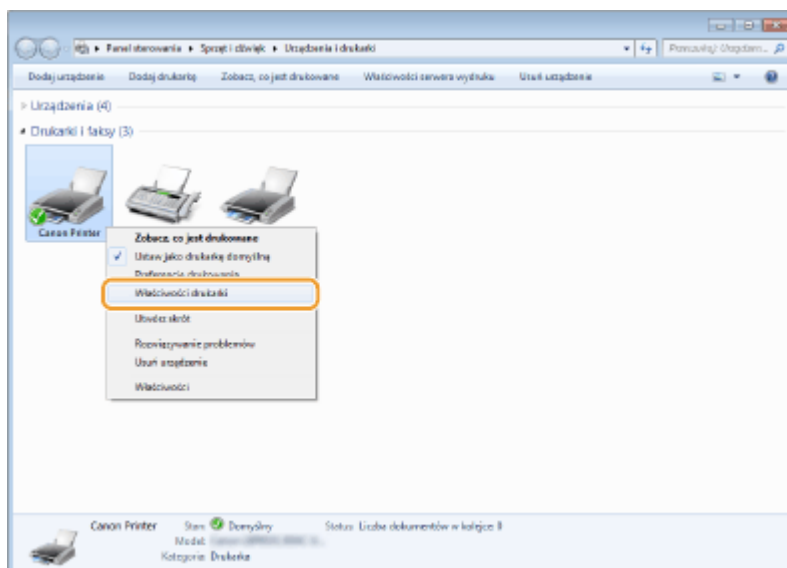 Panel sterowania ▸ Sprzęt i dźwięk ▸ Urządzenia i drukarki
Przeszukaj: Urządzen...
Dodaj urządzenie Dodaj drukarkę Zobacz, co jest drukowane Właściwości serwera wydruku Usuń urządzenie
Urządzenia (4)
Drukarki i faksy (3)
Canon Printer
Zobacz, co jest drukowane
Ustaw jako drukarkę domyślną
Preferencje drukowania
Właściwości drukarki
Utwórz skrót
Rozwiązywanie problemów
Usuń urządzenie
Właściwości
Canon Printer Stan: Domyślny Status: Liczba dokumentów w kolejce: 0
Model:
Kategoria: Drukarka